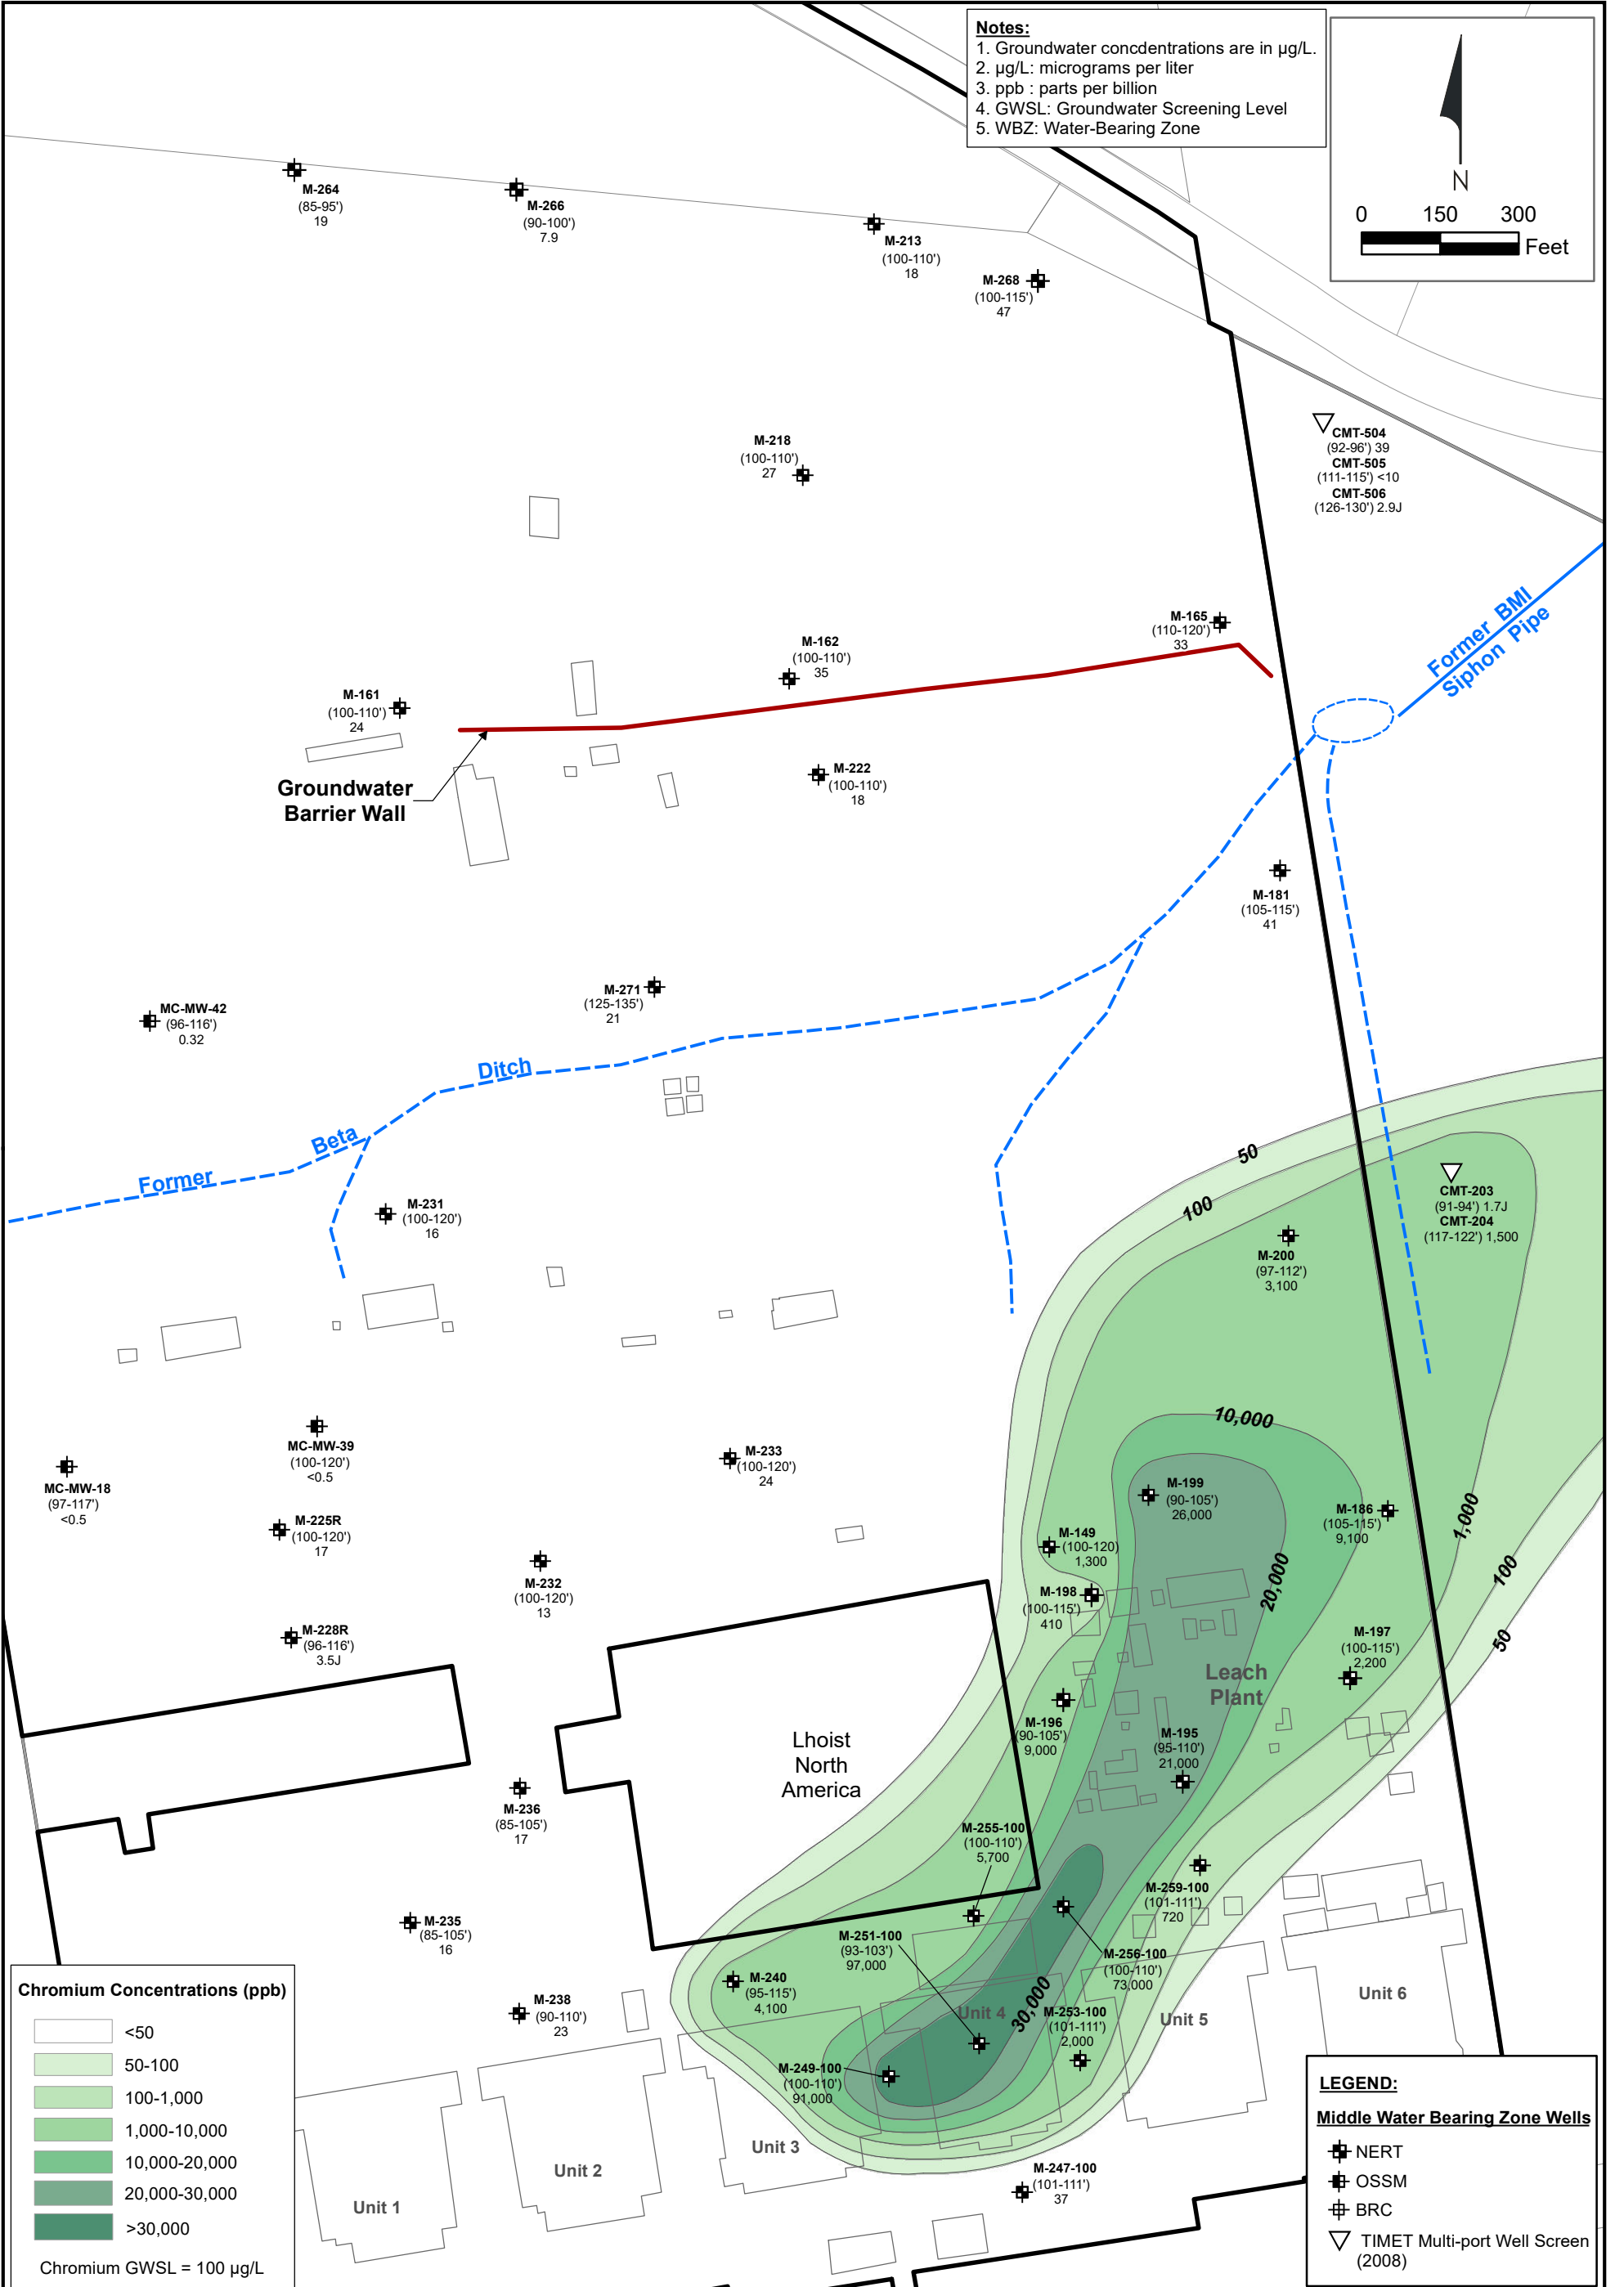 Notes:
1. Groundwater concdentrations are in µg/L.
2. µg/L: micrograms per liter
3. ppb : parts per billion
4. GWSL: Groundwater Screening Level
5. WBZ: Water-Bearing Zone
N
0 150 300
Feet
M-264
(85-95')
19
M-266
(90-100')
7.9
M-213
(100-110')
18
M-268
(100-115')
47
CMT-504
(92-96') 39
CMT-505
(111-115') <10
CMT-506
(126-130') 2.9J
M-218
(100-110')
27
Former BMI
Siphon Pipe
M-165
(110-120')
33
M-162
(100-110')
35
M-161
(100-110')
24
Groundwater
Barrier Wall
M-222
(100-110')
18
M-181
(105-115')
41
M-271
(125-135')
21
MC-MW-42
(96-116')
0.32
Former Beta Ditch
50
100
CMT-203
(91-94') 1.7J
CMT-204
(117-122') 1,500
M-231
(100-120')
16
M-200
(97-112')
3,100
10,000
MC-MW-39
(100-120')
<0.5
MC-MW-18
(97-117')
<0.5
M-233
(100-120')
24
M-199
(90-105')
26,000
M-186
(105-115')
9,100
1,000
M-225R
(100-120')
17
M-149
(100-120)
1,300
M-232
(100-120')
13
M-198
(100-115')
410
20,000
100
50
M-228R
(96-116')
3.5J
M-197
(100-115')
2,200
Leach
Plant
M-196
(90-105')
9,000
M-195
(95-110')
21,000
Lhoist
North
America
M-236
(85-105')
17
M-255-100
(100-110')
5,700
M-259-100
(101-111')
720
M-235
(85-105')
16
M-251-100
(93-103')
97,000
M-256-100
(100-110')
73,000
M-240
(95-115')
4,100
30,000
M-238
(90-110')
23
Unit 4
M-253-100
(101-111')
2,000
Unit 5
Unit 6
M-249-100
(100-110')
91,000
Unit 3
Unit 2
Unit 1
M-247-100
(101-111')
37
Chromium Concentrations (ppb)
<50
50-100
100-1,000
1,000-10,000
10,000-20,000
20,000-30,000
>30,000
Chromium GWSL = 100 µg/L
LEGEND:
Middle Water Bearing Zone Wells
NERT
OSSM
BRC
TIMET Multi-port Well Screen
(2008)